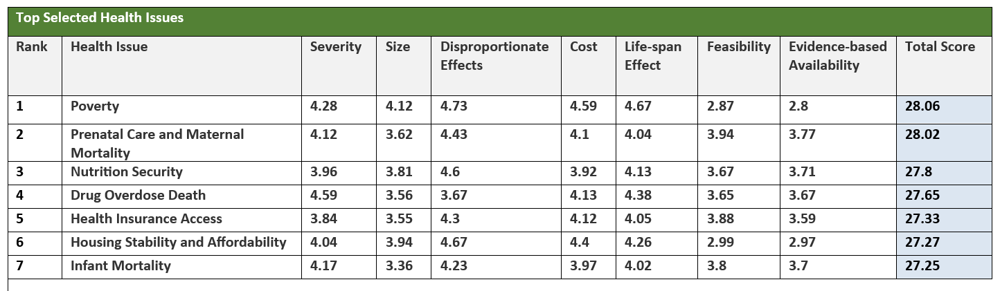 Top Selected Health Issues
Rank Health Issue Severity Size Disproportionate Cost Life-span Feasibility Evidence-based Total Score
Effects Effect Availability
1 Poverty 4.28 4.12 4.73 4.59 4.67 2.87 2.8 28.06
2 Prenatal Care and Maternal 4.12 3.62 4.43 4.1 4.04 3.94 3.77 28.02
Mortality
3 Nutrition Security 3.96 3.81 4.6 3.92 4.13 3.67 3.71 27.8
4 Drug Overdose Death 4.59 3.56 3.67 4.13 4.38 3.65 3.67 27.65
5 Health Insurance Access 3.84 3.55 4.3 4.12 4.05 3.88 3.59 27.33
6 Housing Stability and Affordability 4.04 3.94 4.67 4.4 4.26 2.99 2.97 27.27
7 Infant Mortality 4.17 3.36 4.23 3.97 4.02 3.8 3.7 27.25